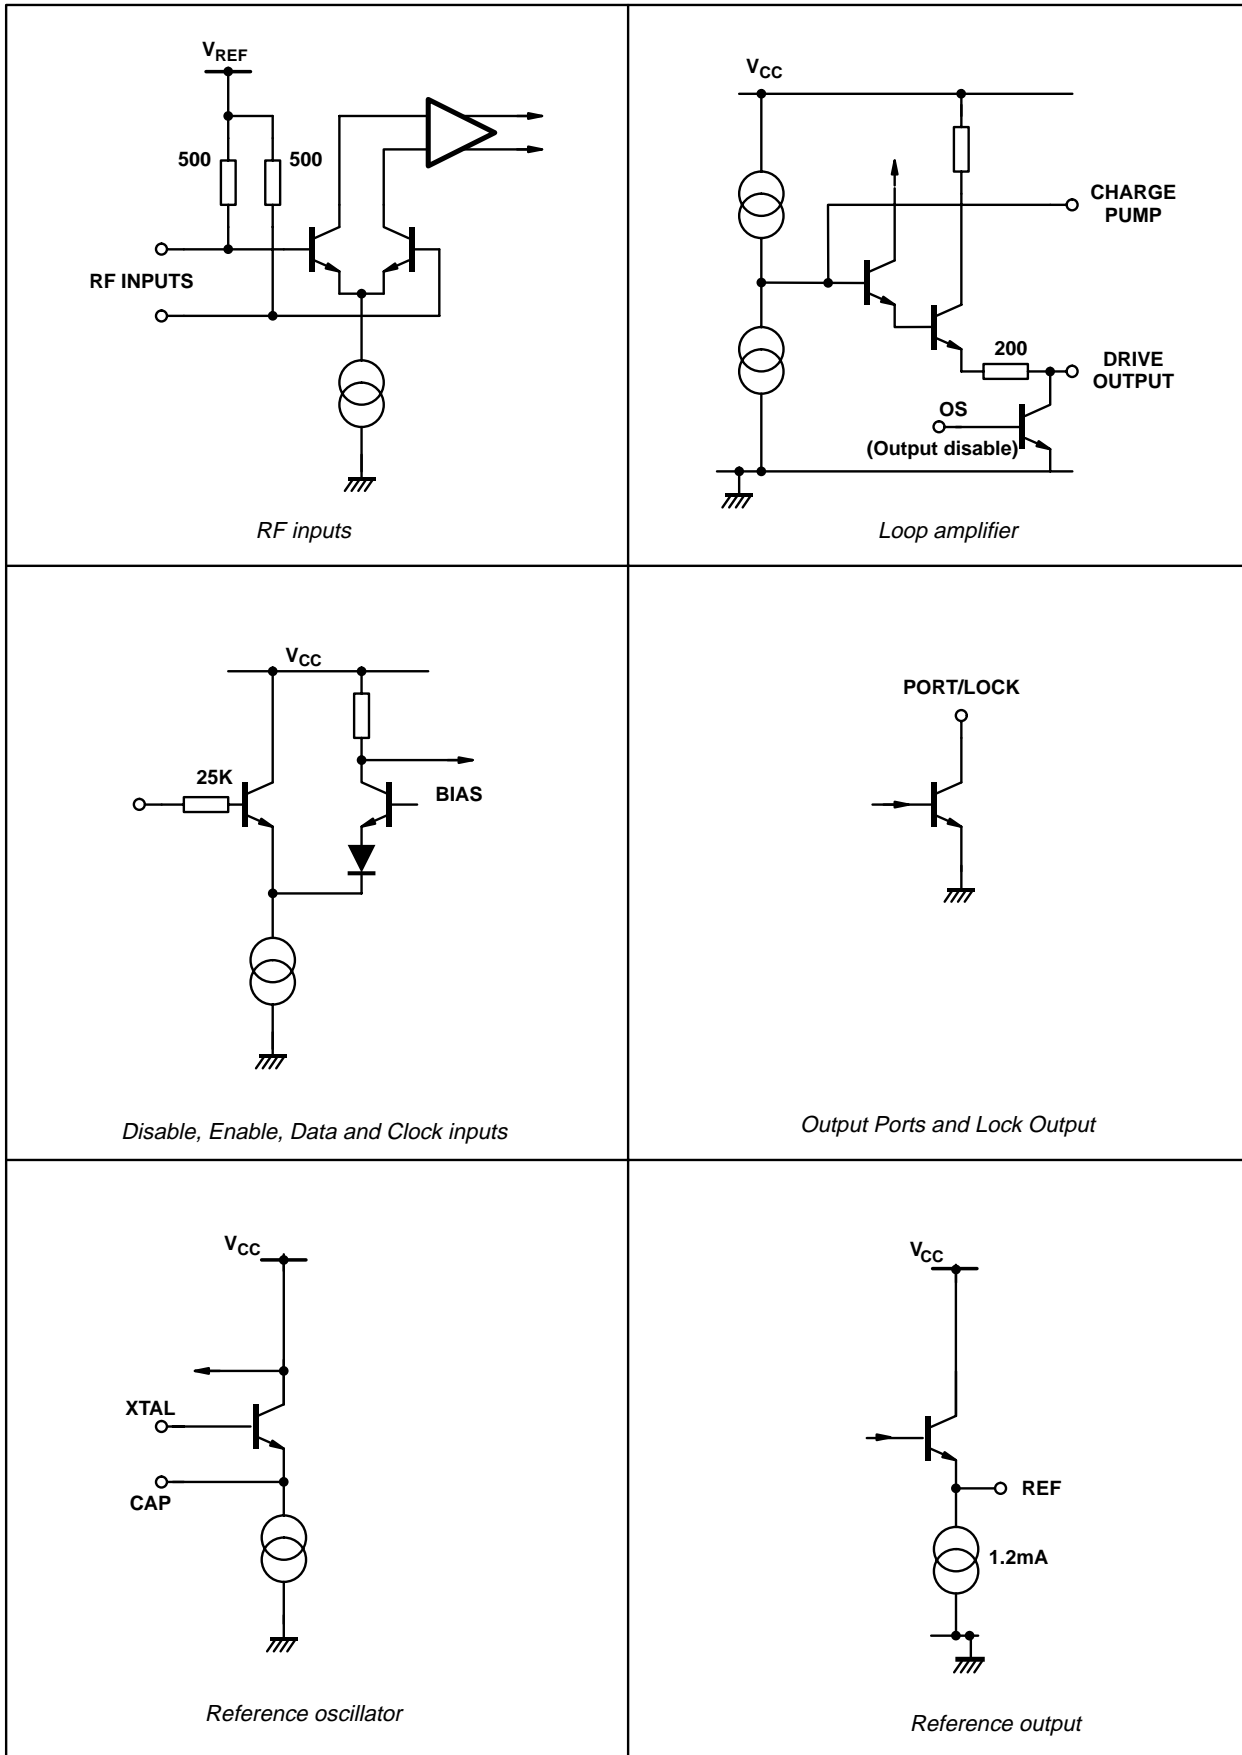 VREF
500
500
RF INPUTS
RF inputs
VCC
CHARGE
PUMP
200
DRIVE
OUTPUT
OS
(Output disable)
Loop amplifier
VCC
25K
BIAS
Disable, Enable, Data and Clock inputs
PORT/LOCK
Output Ports and Lock Output
VCC
XTAL
CAP
Reference oscillator
VCC
REF
1.2mA
Reference output